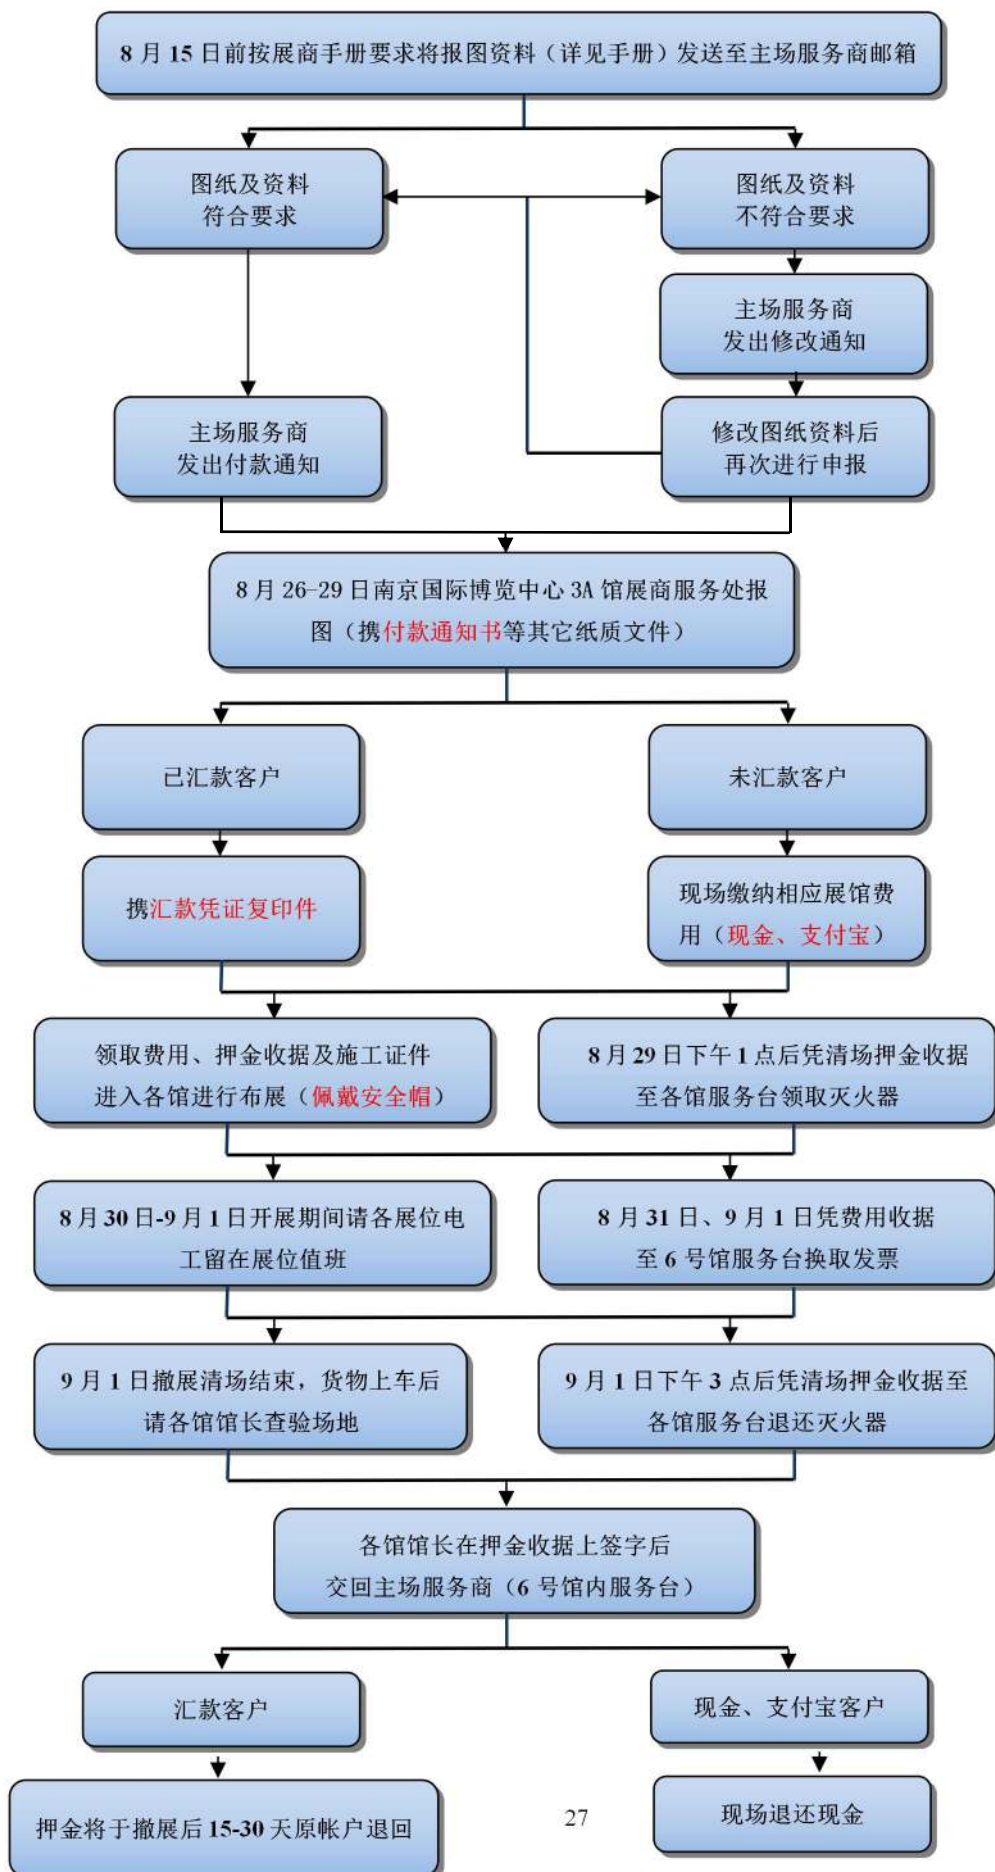 8月15日前按展商手册要求将报图资料（详见手册）发送至主场服务商邮箱
图纸及资料
符合要求
图纸及资料
不符合要求
主场服务商
发出修改通知
主场服务商
发出付款通知
修改图纸资料后
再次进行申报
8月26-29日南京国际博览中心3A馆展商服务处报
图（携付款通知书等其它纸质文件）
已汇款客户
未汇款客户
携汇款凭证复印件
现场缴纳相应展馆费
用（现金、支付宝）
领取费用、押金收据及施工证件
进入各馆进行布展（佩戴安全帽）
8月29日下午1点后凭清场押金收据
至各馆服务台领取灭火器
8月30日-9月1日开展期间请各展位电
工留在展位值班
8月31日、9月1日凭费用收据
至6号馆服务台换取发票
9月1日撤展清场结束，货物上车后
请各馆馆长查验场地
9月1日下午3点后凭清场押金收据至
各馆服务台退还灭火器
各馆馆长在押金收据上签字后
交回主场服务商（6号馆内服务台）
汇款客户
现金、支付宝客户
押金将于撤展后15-30天原帐户退回
现场退还现金
27